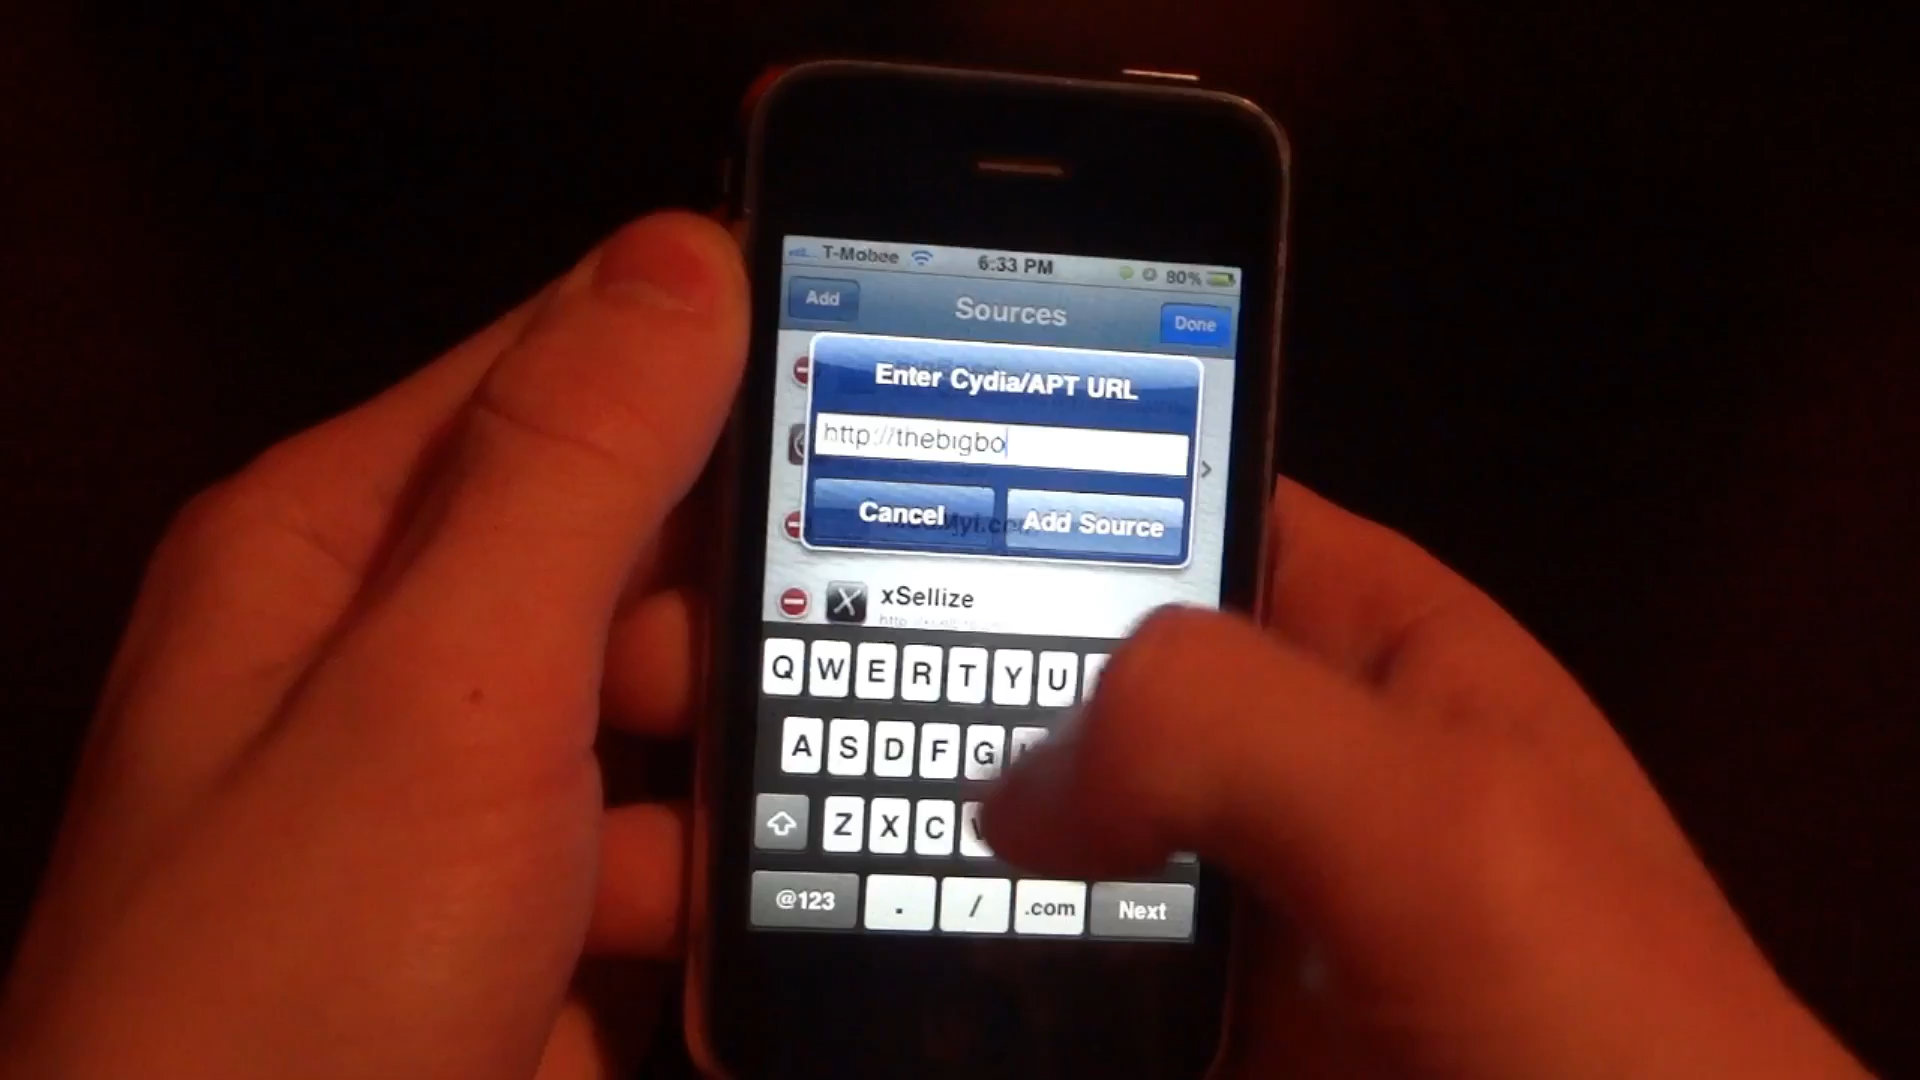 T-Mobee 6:33 PM 80%
Add Sources Done
Enter Cydia/APT URL
http://thebigbo
Cancel Add Source
xSellize
Q W E R T Y U
A S D F G
Z X C
@123 . / .com Next